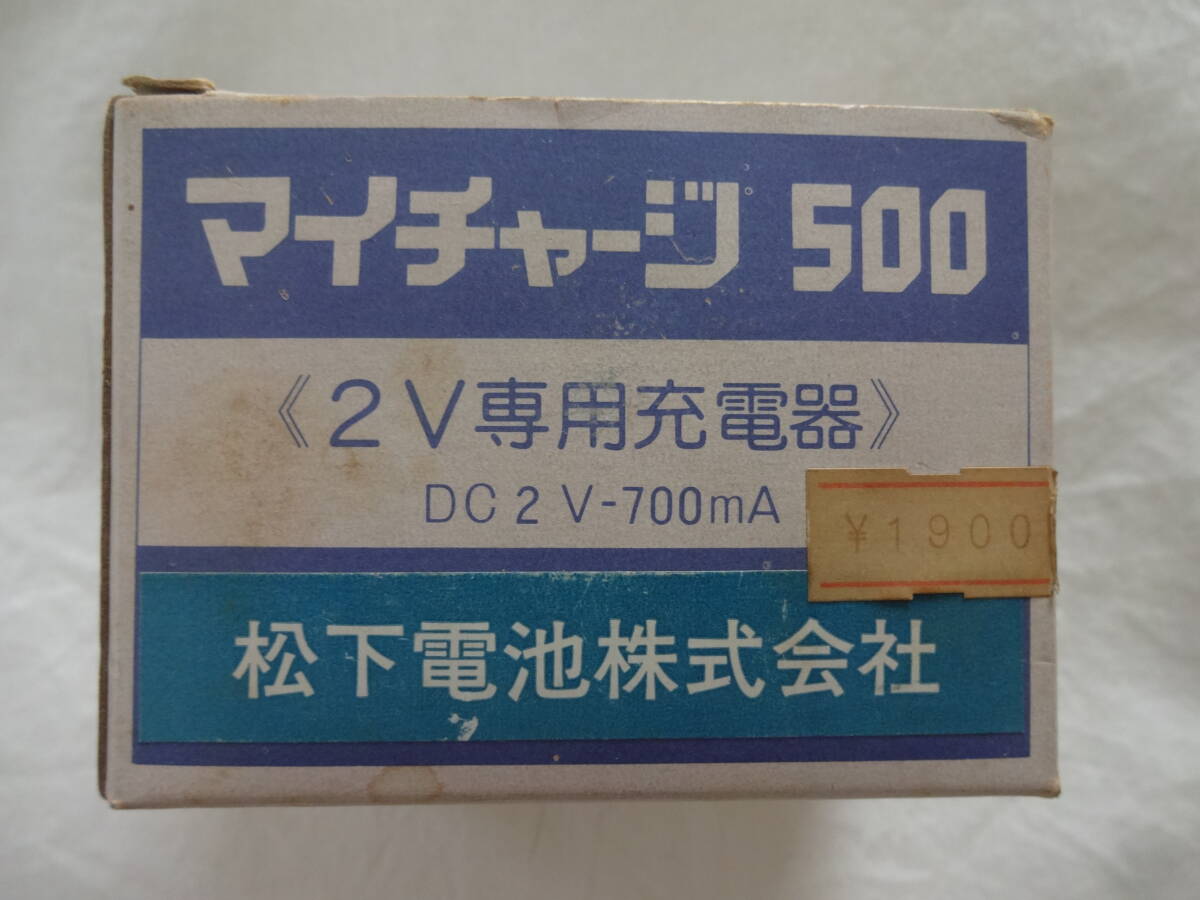 マイチャージ 500
《2V専用充電器》
DC 2 V-700mA
¥1900
松下電池株式会社